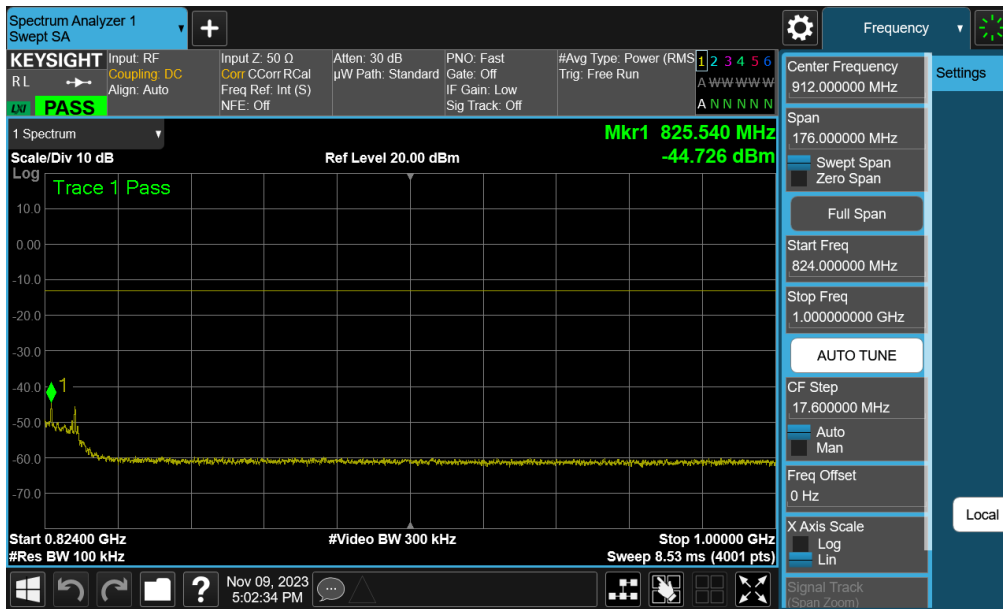 Spectrum Analyzer 1
Swept SA
Frequency
KEYSIGHT
RL
LXI
PASS
Input: RF
Coupling: DC
Align: Auto
Input Z: 50 Ω
Corr CCorr RCal
Freq Ref: Int (S)
NFE: Off
Atten: 30 dB
µW Path: Standard
PNO: Fast
Gate: Off
IF Gain: Low
Sig Track: Off
#Avg Type: Power (RMS
Trig: Free Run
1 2 3 4 5 6
A W W W W W
A N N N N N
1 Spectrum
Scale/Div 10 dB
Ref Level 20.00 dBm
Mkr1 825.540 MHz
-44.726 dBm
Log
Trace 1 Pass
10.0
0.00
-10.0
-20.0
-30.0
-40.0
1
-50.0
-60.0
-70.0
Start 0.82400 GHz
#Video BW 300 kHz
Stop 1.00000 GHz
#Res BW 100 kHz
Sweep 8.53 ms (4001 pts)
Center Frequency
912.000000 MHz
Settings
Span
176.000000 MHz
Swept Span
Zero Span
Full Span
Start Freq
824.000000 MHz
Stop Freq
1.000000000 GHz
AUTO TUNE
CF Step
17.600000 MHz
Auto
Man
Freq Offset
0 Hz
Local
X Axis Scale
Log
Lin
Signal Track
(Span Zoom)
?
Nov 09, 2023
5:02:34 PM